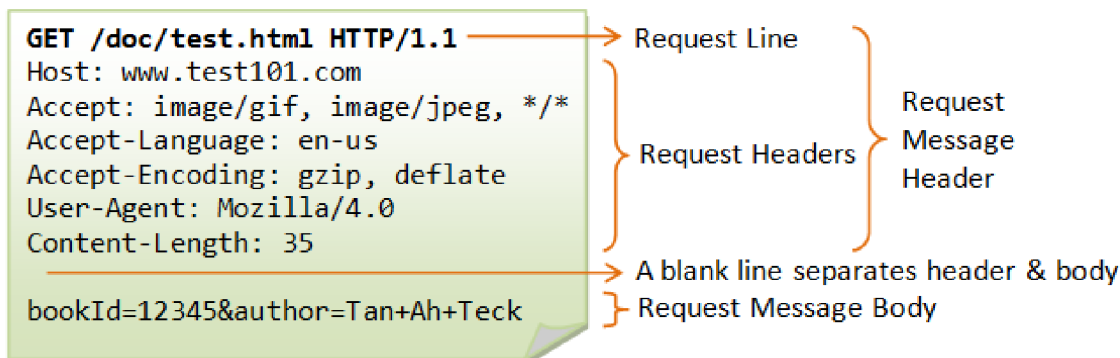 GET /doc/test.html HTTP/1.1
Host: www.test101.com
Accept: image/gif, image/jpeg, */*
Accept-Language: en-us
Accept-Encoding: gzip, deflate
User-Agent: Mozilla/4.0
Content-Length: 35
bookId=12345&author=Tan+Ah+Teck
Request Line
Request Headers
Request
Message
Header
A blank line separates header & body
Request Message Body